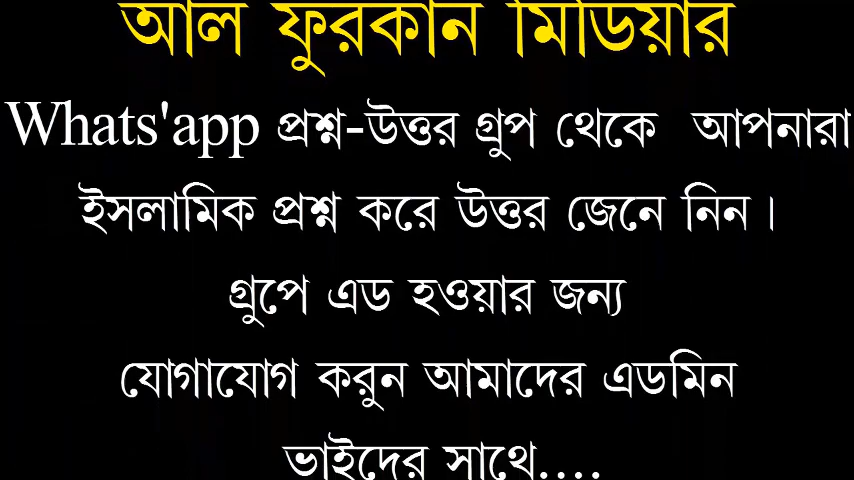 আল ফুরকান মিডিয়ার
Whats'app প্রশ্ন-উত্তর গ্রুপ থেকে আপনারা
ইসলামিক প্রশ্ন করে উত্তর জেনে নিন।
গ্রুপে এড হওয়ার জন্য
যোগাযোগ করুন আমাদের এডমিন
ভাইদের সাথে....